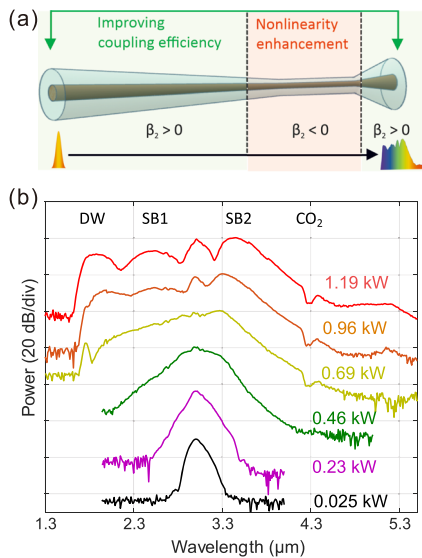 (a)
Improving
coupling efficiency
Nonlinearity
enhancement
β₂ > 0
β₂ < 0
β₂ > 0
(b)
DW
SB1
SB2
CO₂
1.19 kW
0.96 kW
0.69 kW
0.46 kW
0.23 kW
0.025 kW
Power (20 dB/div)
1.3
2.3
3.3
4.3
5.3
Wavelength (μm)